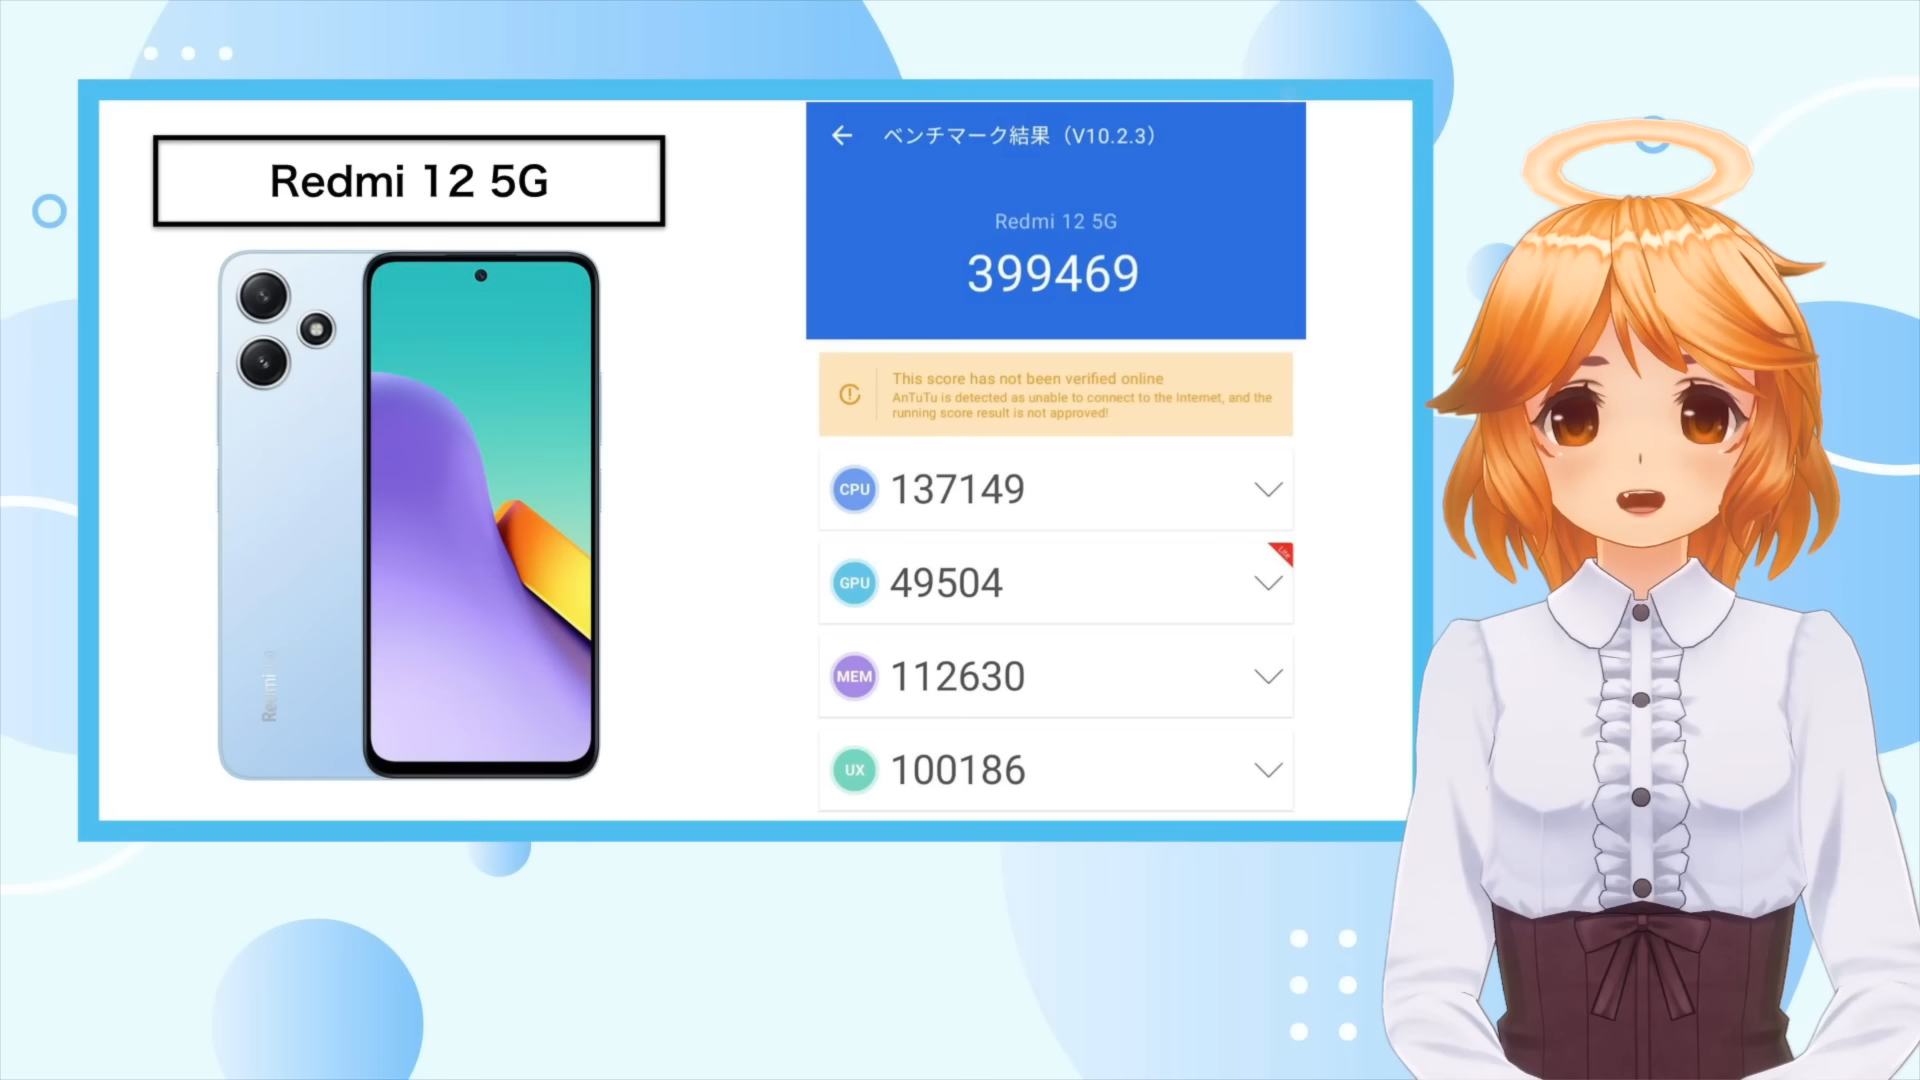 Redmi 12 5G
Redmi
ベンチマーク結果（V10.2.3）
Redmi 12 5G
399469
This score has not been verified online
AnTuTu is detected as unable to connect to the Internet, and the
running score result is not approved!
CPU 137149
Lite
GPU 49504
MEM 112630
UX 100186